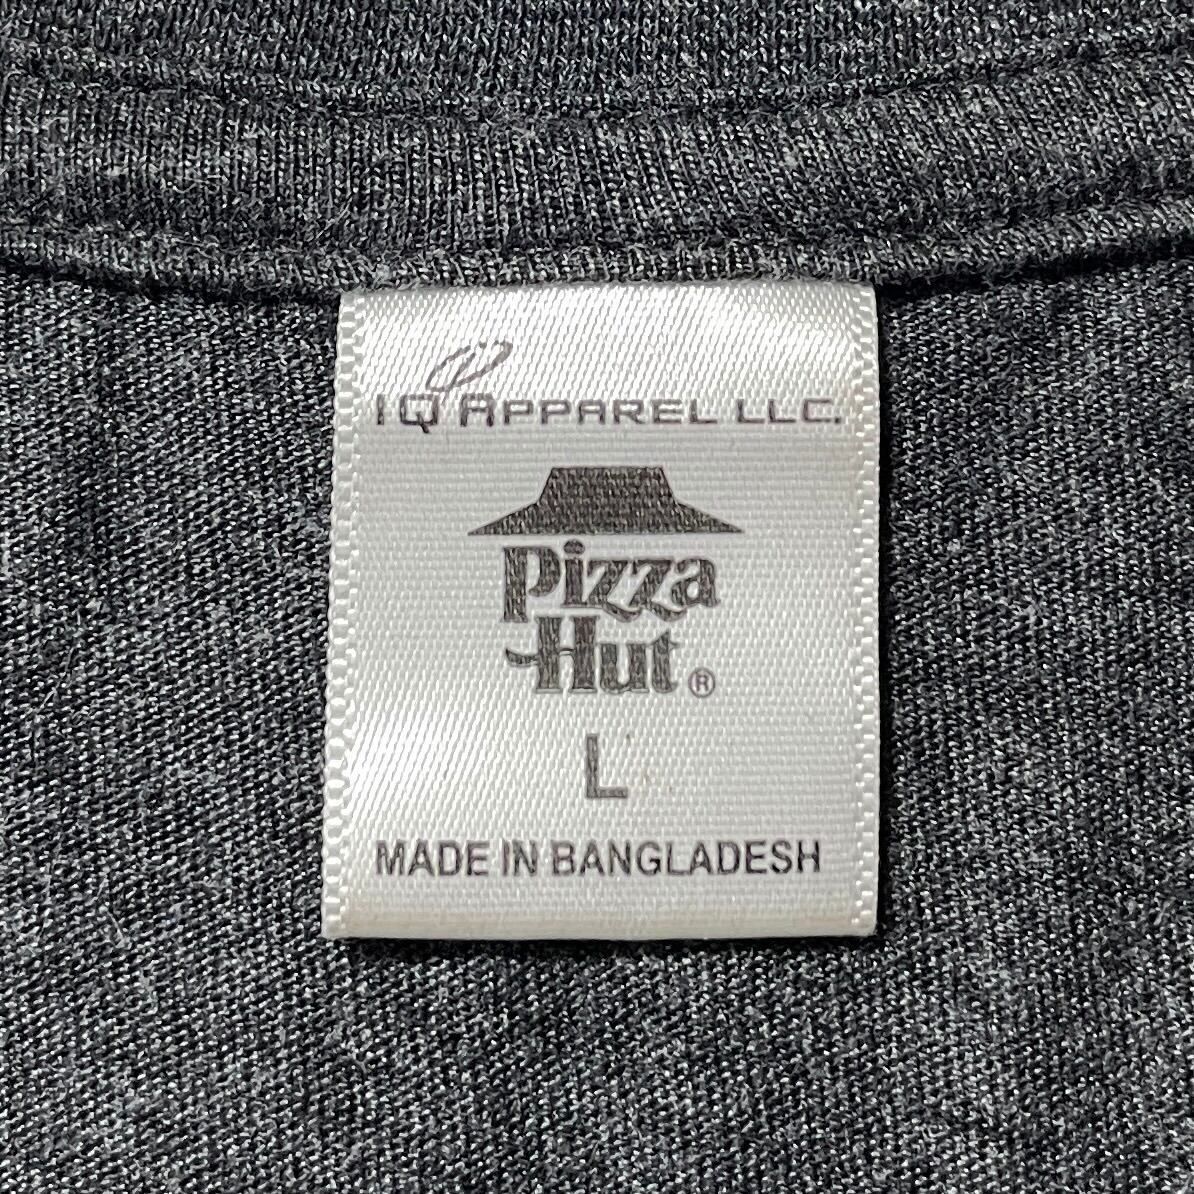 IQ APPAREL LLC.
Pizza
Hut®
L
MADE IN BANGLADESH